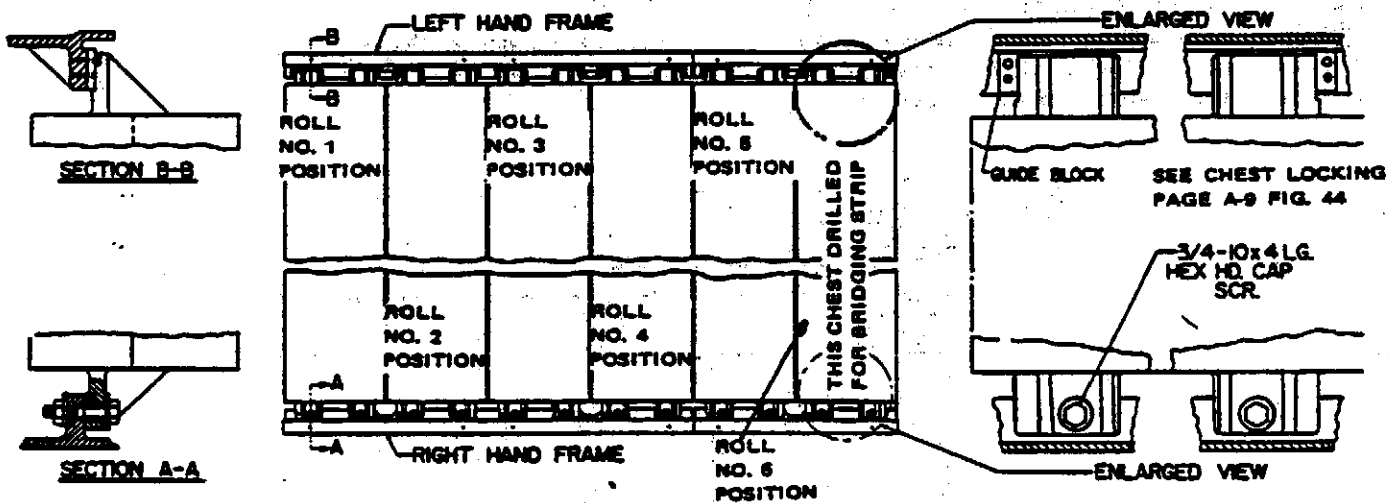 LEFT HAND FRAME
ENLARGED VIEW
B
B
SECTION B-B
ROLL
NO. 1
POSITION
ROLL
NO. 3
POSITION
ROLL
NO. 5
POSITION
GUIDE BLOCK
SEE CHEST LOCKING
PAGE A-9 FIG. 44
THIS CHEST DRILLED
FOR BRIDGING STRIP
3/4-10x4 LG.
HEX HD. CAP
SCR.
ROLL
NO. 2
POSITION
ROLL
NO. 4
POSITION
A
A
SECTION A-A
RIGHT HAND FRAME
ROLL
NO. 6
POSITION
ENLARGED VIEW